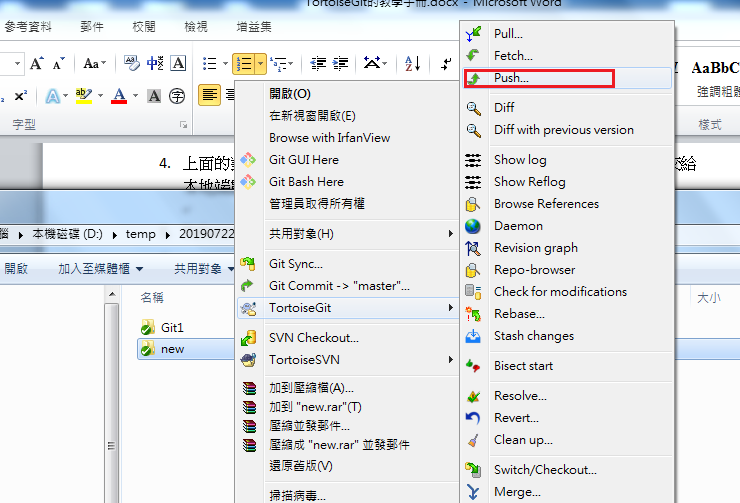 TortoiseGit的教學手冊.docx - Microsoft Word
參考資料 郵件 校閱 檢視 增益集
AaBbC
強調粗體
字型
樣式
4. 上面的
本地端
本機磁碟 (D:) temp 20190722
開啟 加入至媒體櫃 共用對象
名稱
大小
Git1
new
開啟(O)
在新視窗開啟(E)
Browse with IrfanView
Git GUI Here
Git Bash Here
管理員取得所有權
共用對象(H)
Git Sync...
Git Commit -> "master"...
TortoiseGit
SVN Checkout...
TortoiseSVN
加到壓縮檔(A)...
加到 "new.rar"(T)
壓縮並發郵件...
壓縮成 "new.rar" 並發郵件
還原舊版(V)
掃描病毒...
Pull...
Fetch...
Push...
Diff
Diff with previous version
Show log
Show Reflog
Browse References
Daemon
Revision graph
Repo-browser
Check for modifications
Rebase...
Stash changes
Bisect start
Resolve...
Revert...
Clean up...
Switch/Checkout...
Merge...